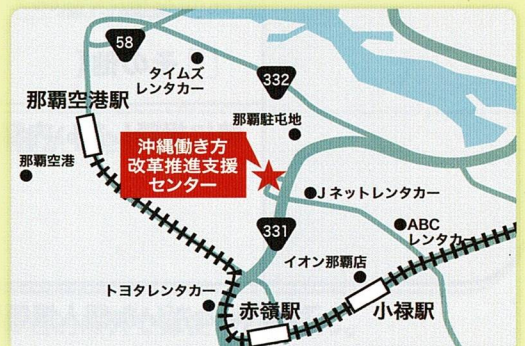 58
タイムズ
レンタカー
332
那覇空港駅
那覇駐屯地
沖縄働き方
改革推進支援
センター
那覇空港
Jネットレンタカー
ABC
レンタカー
331
イオン那覇店
トヨタレンタカー
赤嶺駅
小禄駅